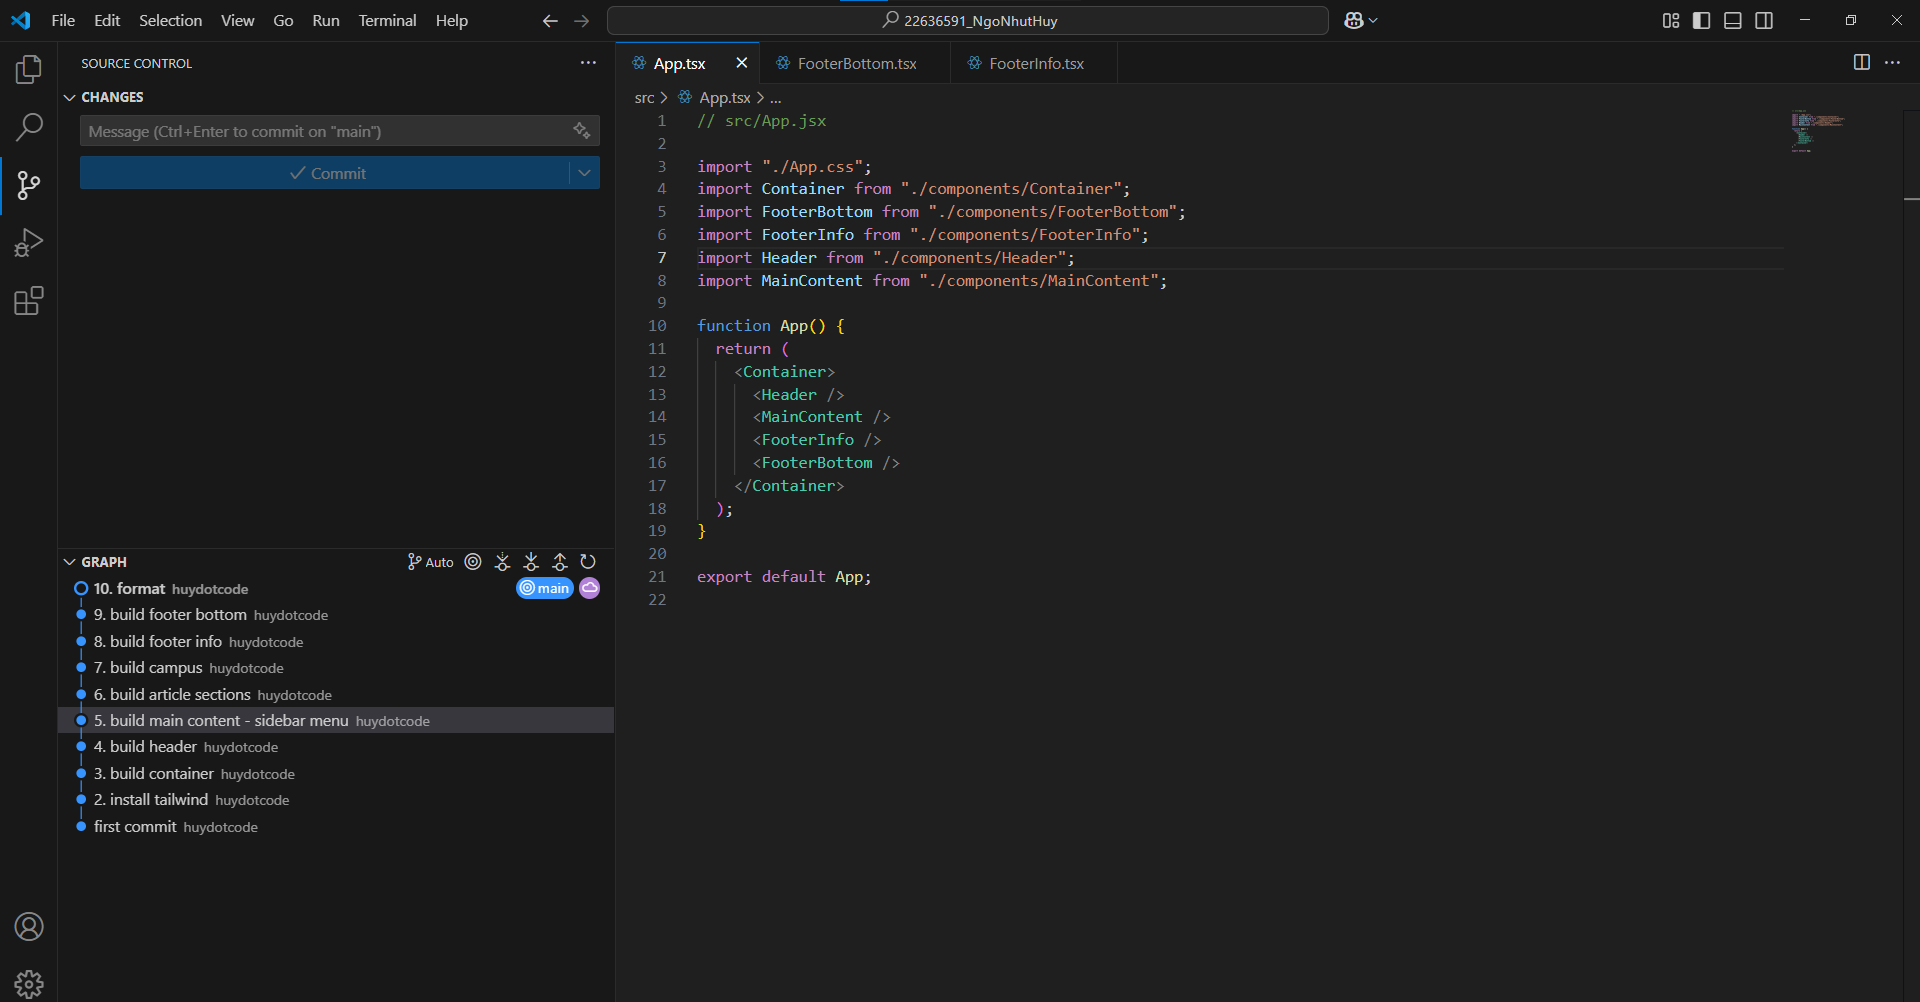 File Edit Selection View Go Run Terminal Help
22636591_NgoNhutHuy
SOURCE CONTROL
CHANGES
Message (Ctrl+Enter to commit on "main")
Commit
GRAPH Auto
10. format huydotcode main
9. build footer bottom huydotcode
8. build footer info huydotcode
7. build campus huydotcode
6. build article sections huydotcode
5. build main content - sidebar menu huydotcode
4. build header huydotcode
3. build container huydotcode
2. install tailwind huydotcode
first commit huydotcode
App.tsx FooterBottom.tsx FooterInfo.tsx
src > App.tsx > ...
1 // src/App.jsx
2
3 import "./App.css";
4 import Container from "./components/Container";
5 import FooterBottom from "./components/FooterBottom";
6 import FooterInfo from "./components/FooterInfo";
7 import Header from "./components/Header";
8 import MainContent from "./components/MainContent";
9
10 function App() {
11   return (
12     <Container>
13       <Header />
14       <MainContent />
15       <FooterInfo />
16       <FooterBottom />
17     </Container>
18   );
19 }
20
21 export default App;
22